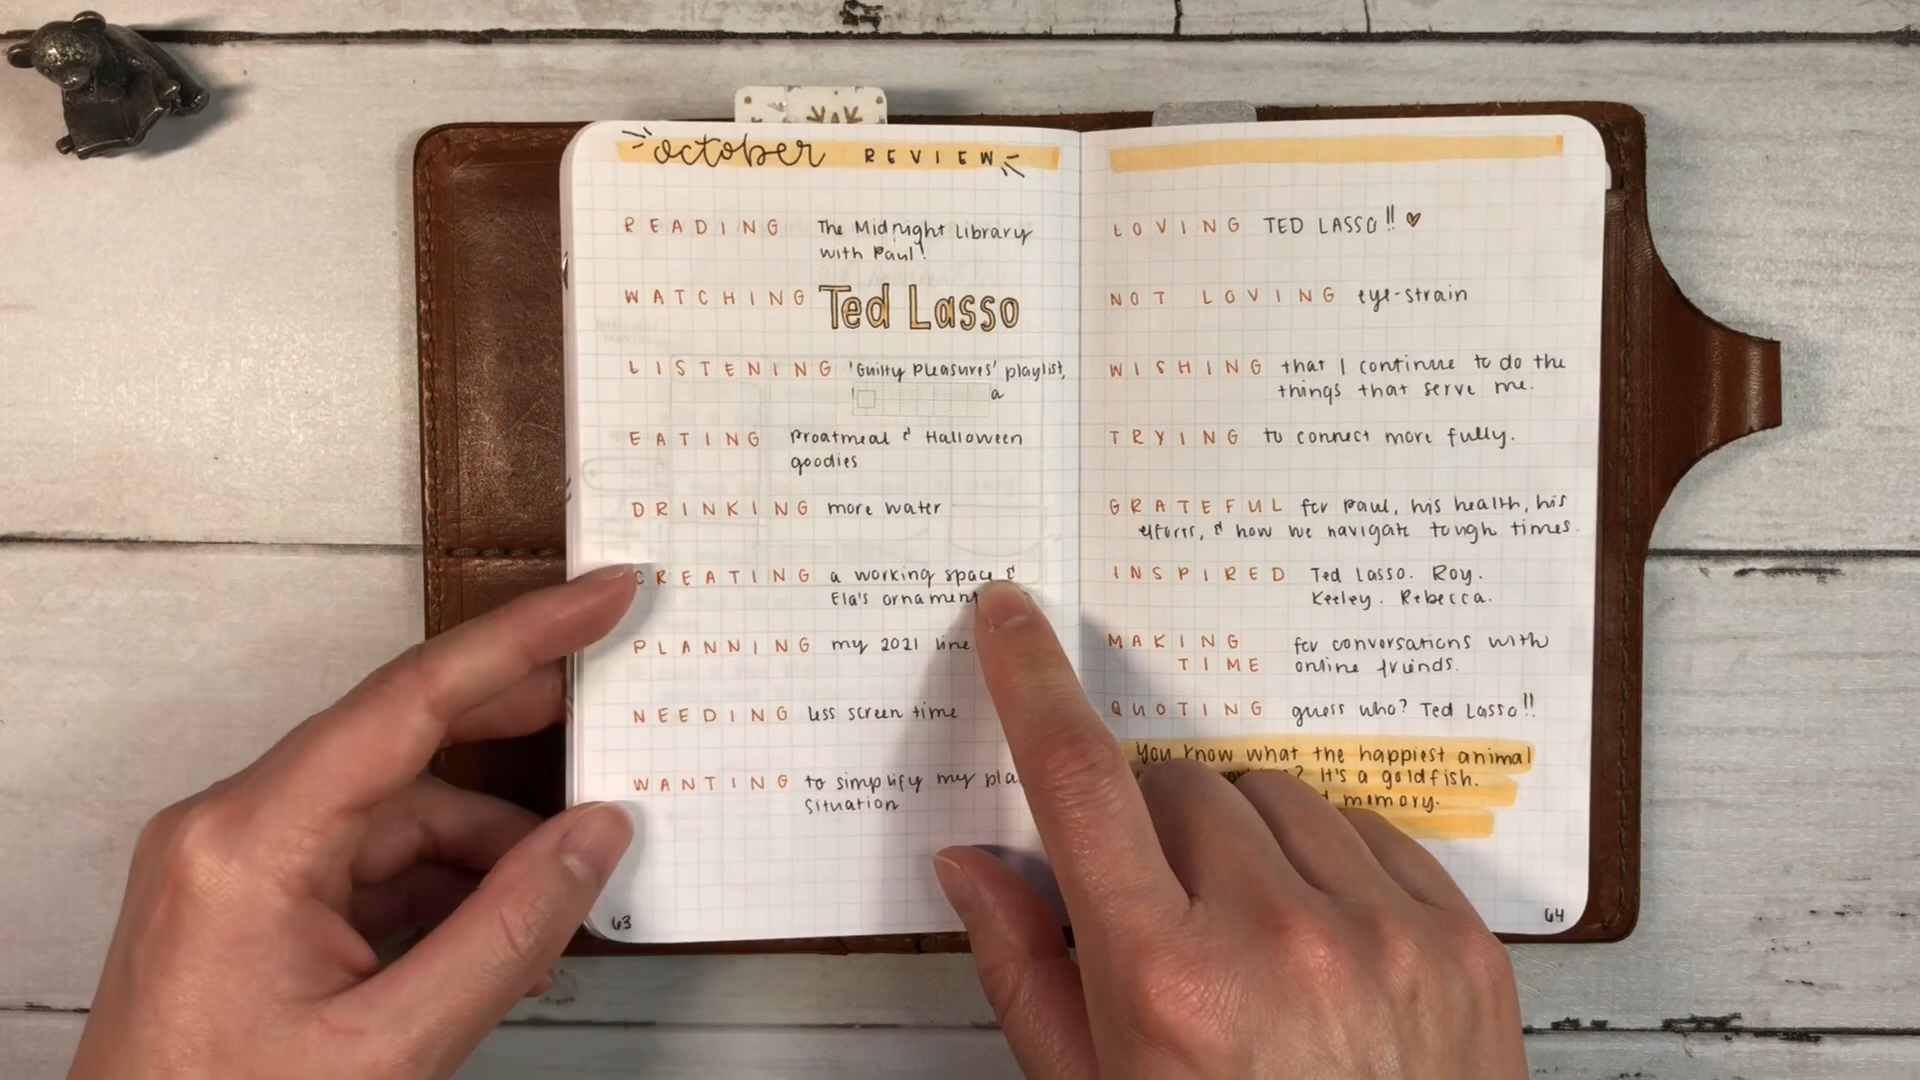 october REVIEW
READING The Midnight Library
with Paul!
WATCHING Ted Lasso
LISTENING 'Guilty Pleasures' playlist,
a
EATING Proatmeal & Halloween
goodies
DRINKING more water
CREATING a working space &
Ela's ornament
PLANNING my 2021 line
NEEDING less screen time
WANTING to simplify my pla
situation
63
LOVING TED LASSO!! ♥
NOT LOVING eye-strain
WISHING that I continue to do the
things that serve me.
TRYING to connect more fully.
GRATEFUL for Paul, his health, his
efforts, & how we navigate tough times.
INSPIRED Ted Lasso. Roy.
Keeley. Rebecca.
MAKING for conversations with
TIME online friends.
QUOTING guess who? Ted Lasso!!
You know what the happiest animal
? It's a goldfish.
memory.
64